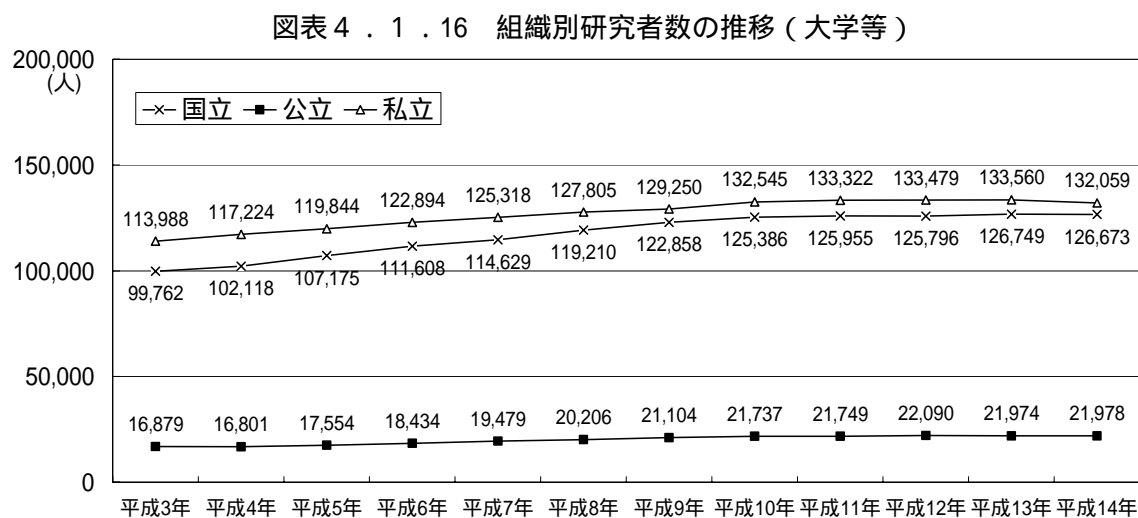 図表４．１．16　組織別研究者数の推移（大学等）
200,000
(人)
国立 公立 私立
150,000
113,988 117,224 119,844 122,894 125,318 127,805 129,250 132,545 133,322 133,479 133,560 132,059
99,762 102,118 107,175 111,608 114,629 119,210 122,858 125,386 125,955 125,796 126,749 126,673
100,000
50,000
16,879 16,801 17,554 18,434 19,479 20,206 21,104 21,737 21,749 22,090 21,974 21,978
0
平成3年 平成4年 平成5年 平成6年 平成7年 平成8年 平成9年 平成10年 平成11年 平成12年 平成13年 平成14年